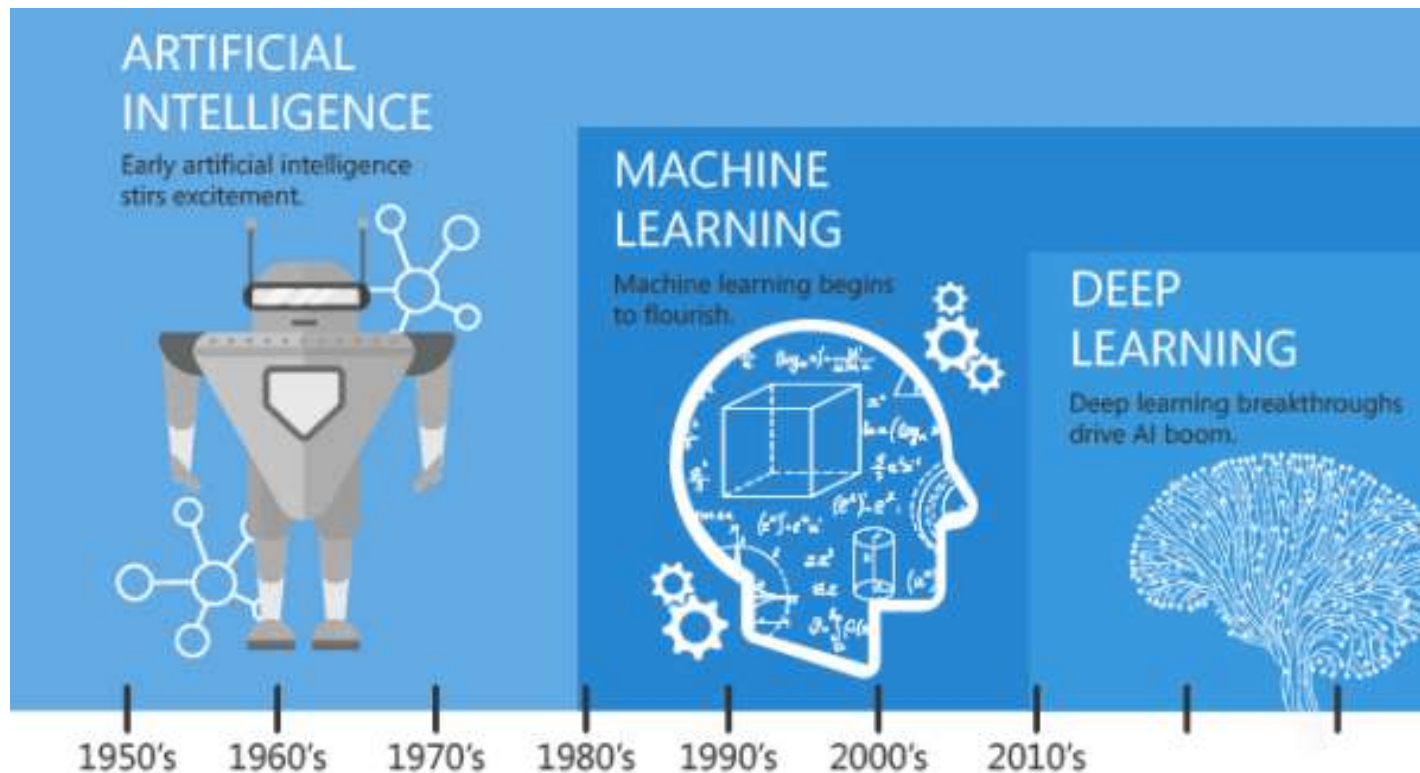 ARTIFICIAL
INTELLIGENCE
Early artificial intelligence
stirs excitement.
MACHINE
LEARNING
Machine learning begins
to flourish.
DEEP
LEARNING
Deep learning breakthroughs
drive AI boom.
1950's 1960's 1970's 1980's 1990's 2000's 2010's